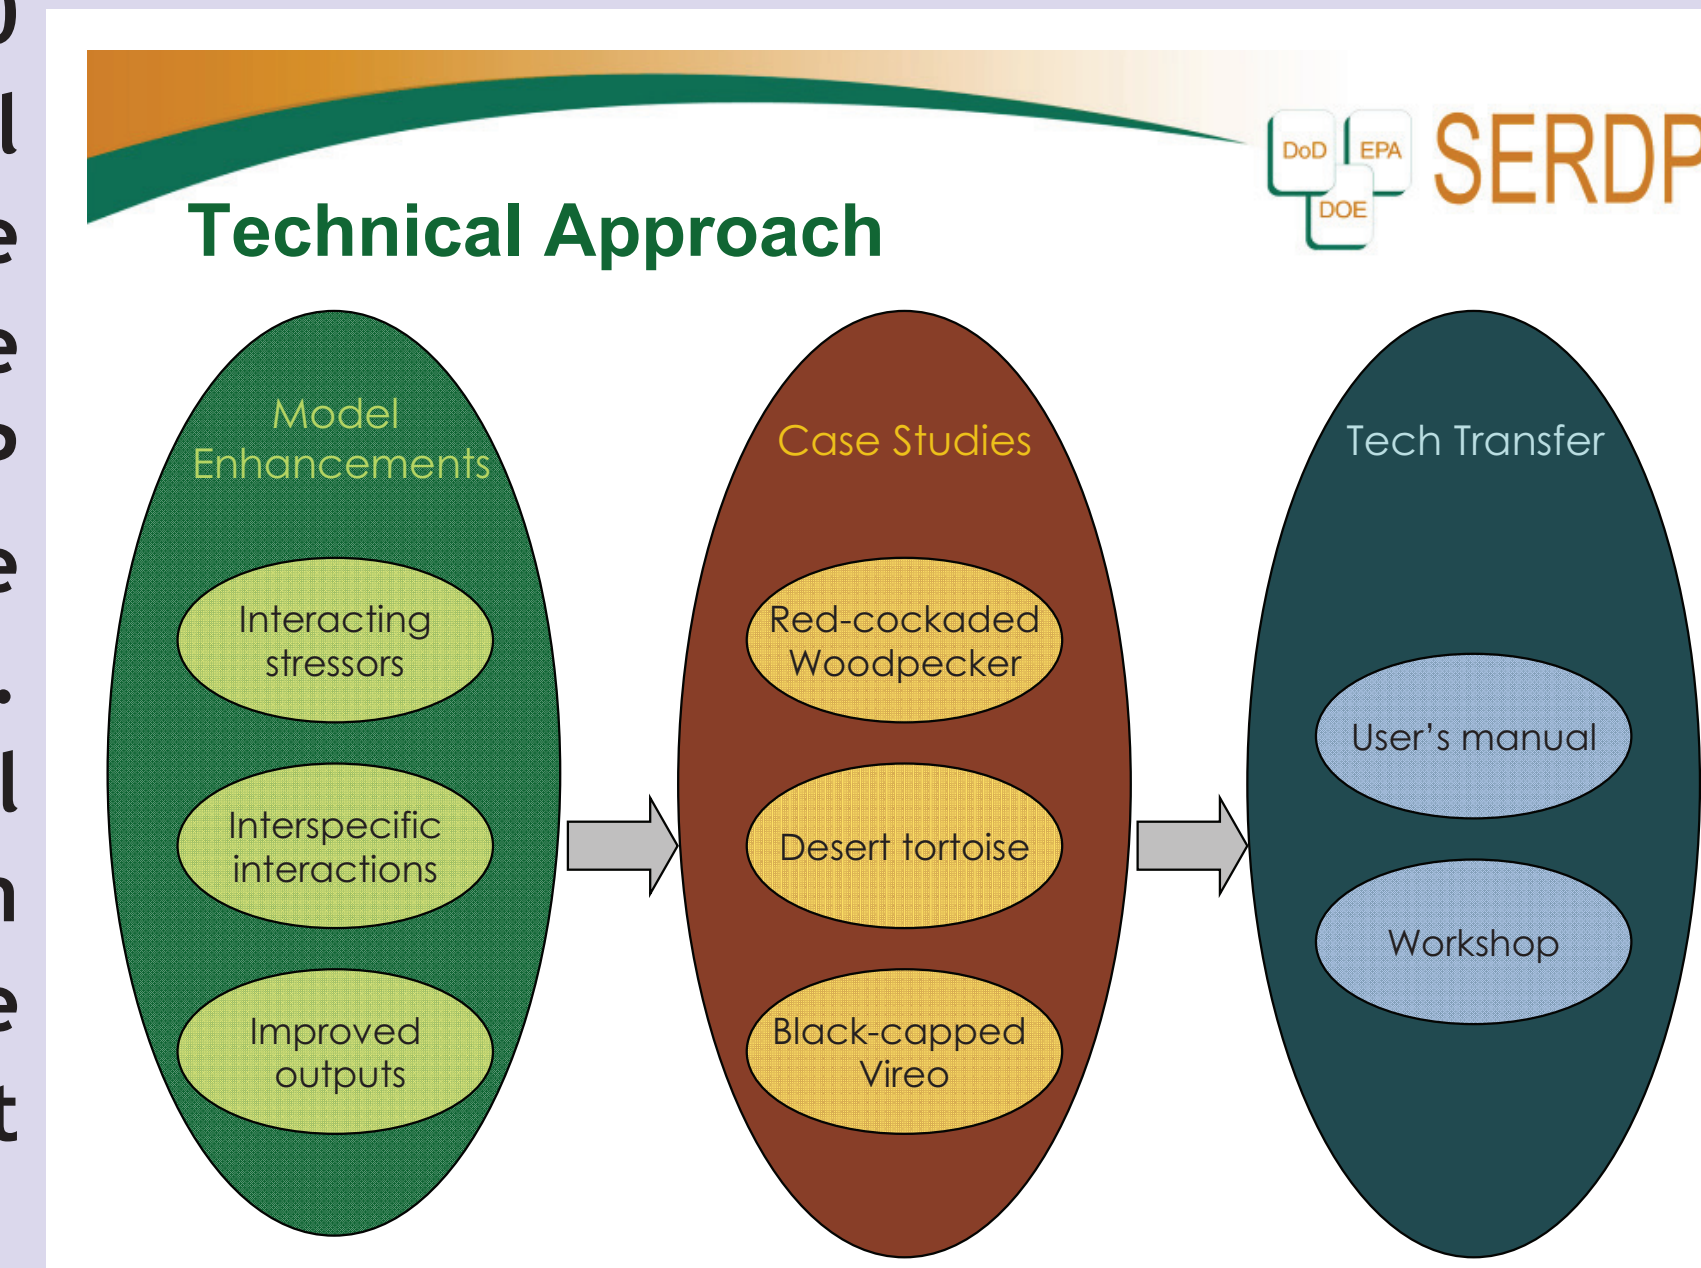 DoD
EPA
DOE
SERDP
Technical Approach
Model
Enhancements
Interacting
stressors
Interspecific
interactions
Improved
outputs
Case Studies
Red-cockaded
Woodpecker
Desert tortoise
Black-capped
Vireo
Tech Transfer
User’s manual
Workshop